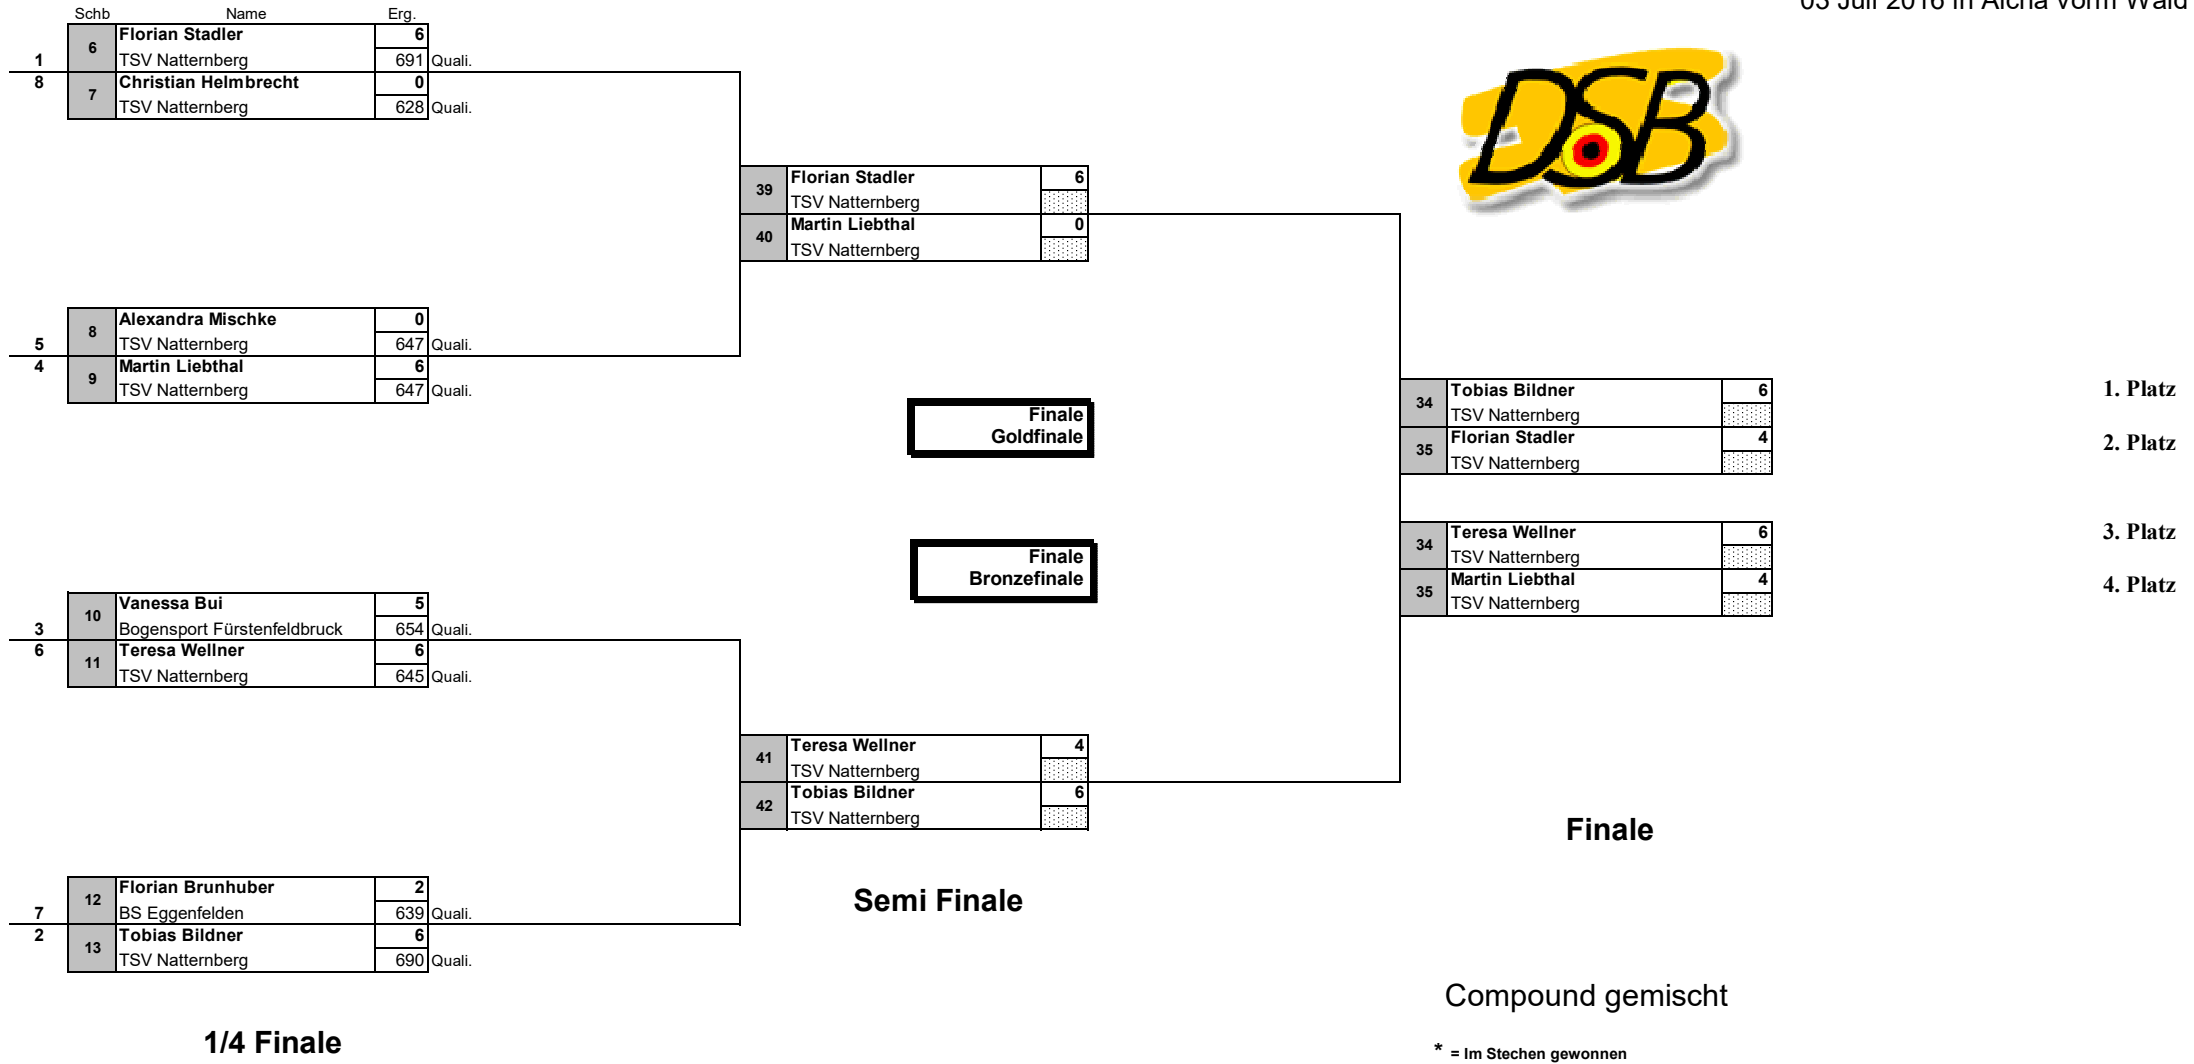 03 Juli 2016 in Aicha vorm Wald
Schb Name Erg.
6 Florian Stadler 6
1 TSV Natternberg 691 Quali.
8 7 Christian Helmbrecht 0
TSV Natternberg 628 Quali.
DSB
39 Florian Stadler 6
TSV Natternberg
40 Martin Liebthal 0
TSV Natternberg
8 Alexandra Mischke 0
5 TSV Natternberg 647 Quali.
4 9 Martin Liebthal 6
TSV Natternberg 647 Quali.
Finale
Goldfinale
34 Tobias Bildner 6 1. Platz
TSV Natternberg
35 Florian Stadler 4 2. Platz
TSV Natternberg
Finale
Bronzefinale
34 Teresa Wellner 6 3. Platz
TSV Natternberg
35 Martin Liebthal 4 4. Platz
TSV Natternberg
10 Vanessa Bui 5
3 Bogensport Fürstenfeldbruck 654 Quali.
6 11 Teresa Wellner 6
TSV Natternberg 645 Quali.
41 Teresa Wellner 4
TSV Natternberg
42 Tobias Bildner 6
TSV Natternberg
Finale
12 Florian Brunhuber 2
7 BS Eggenfelden 639 Quali.
2 13 Tobias Bildner 6
TSV Natternberg 690 Quali.
Semi Finale
Compound gemischt
1/4 Finale
* = Im Stechen gewonnen